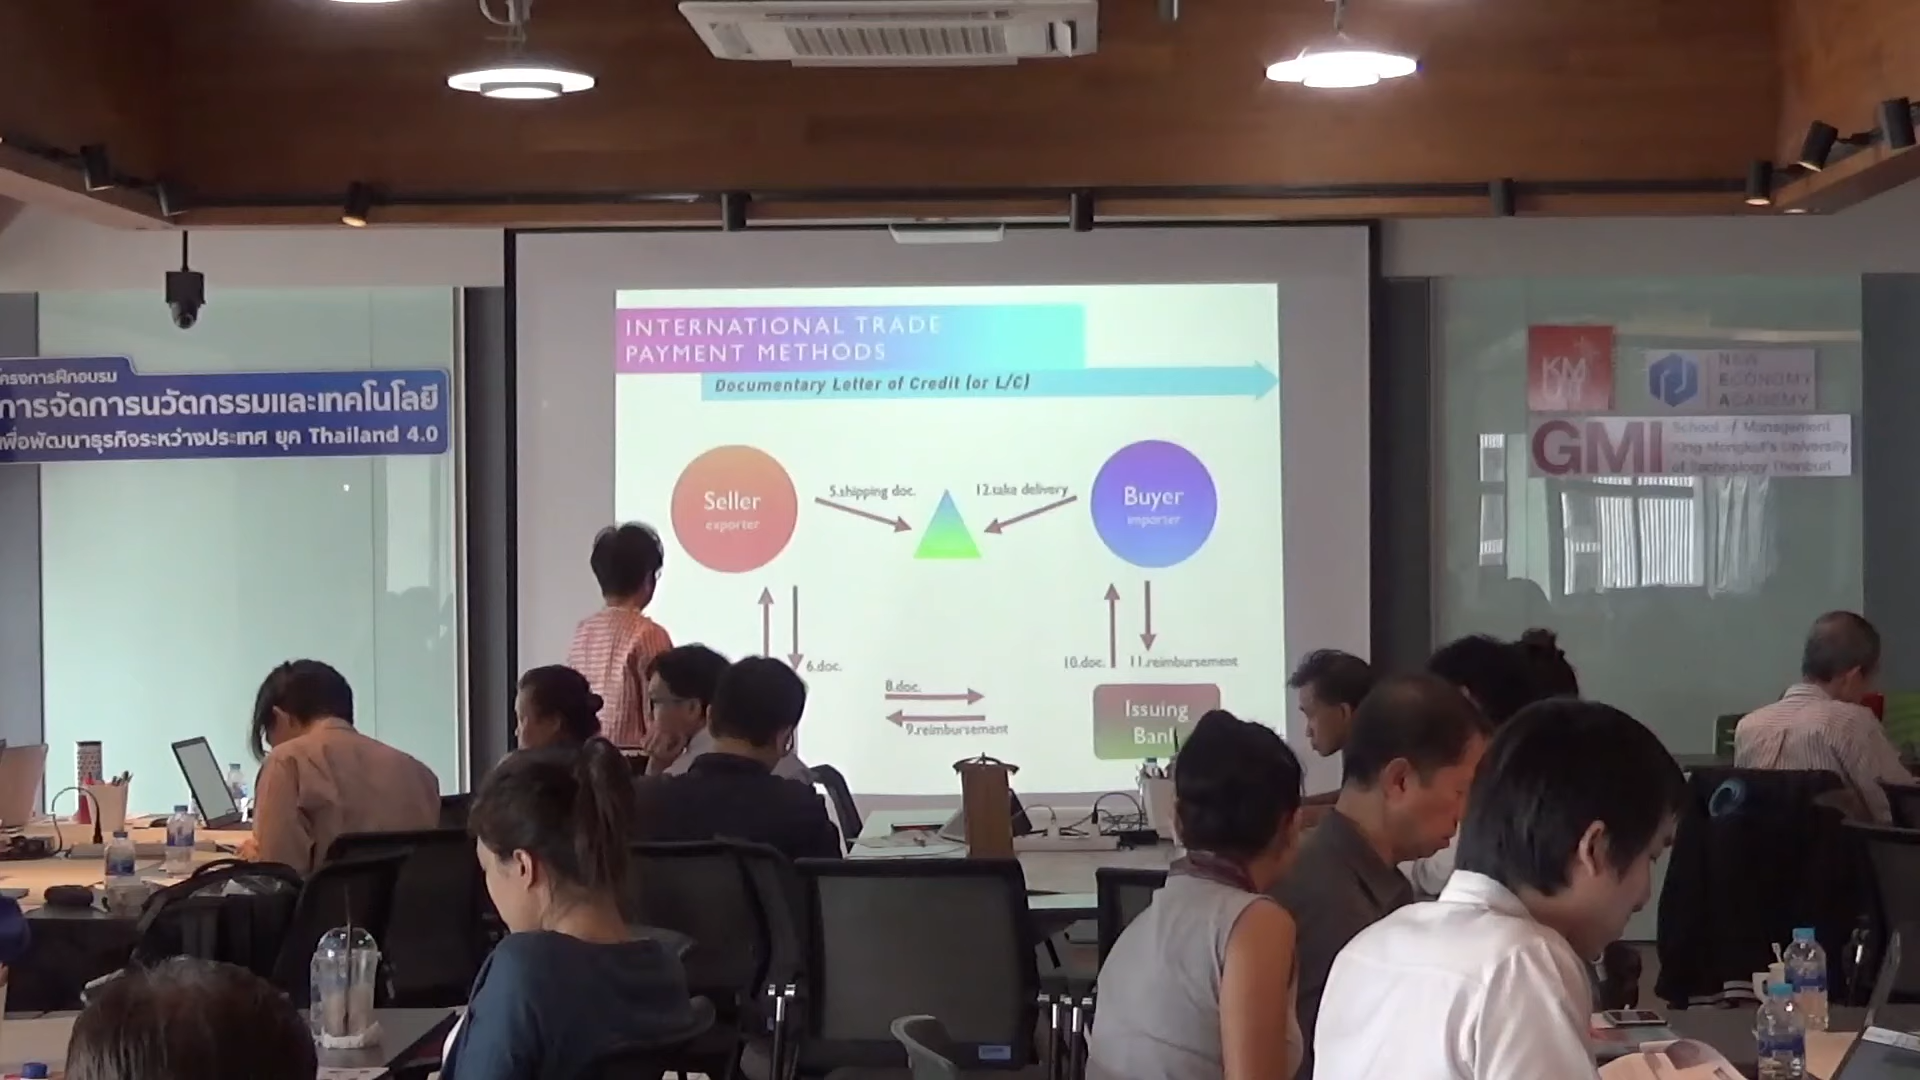 INTERNATIONAL TRADE
PAYMENT METHODS
Documentary Letter of Credit (or L/C)
Seller
exporter
5.shipping doc.
12.take delivery
Buyer
importer
6.doc.
8.doc.
9.reimbursement
10.doc.
11.reimbursement
Issuing
Bank
โครงการฝึกอบรม
การจัดการนวัตกรรมและเทคโนโลยี
เพื่อพัฒนาธุรกิจระหว่างประเทศ ยุค Thailand 4.0
KM
UTT
NEW
ECONOMY
ACADEMY
GMI
School of Management
King Mongkut's University
of Technology Thonburi